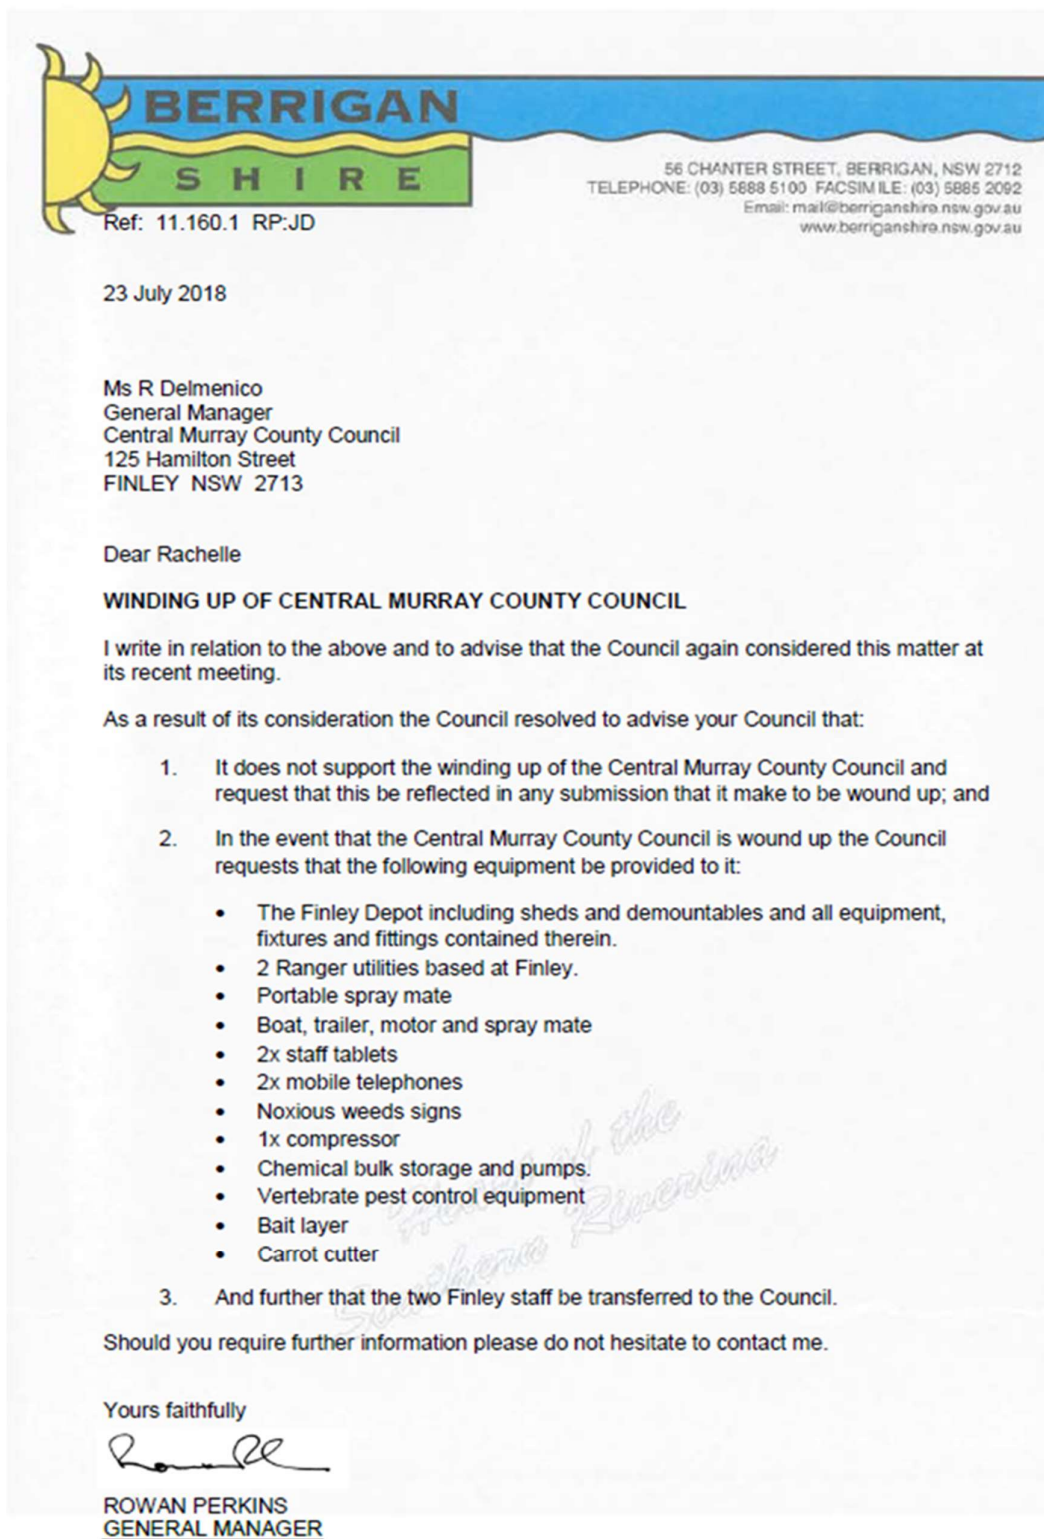 BERRIGAN
SHIRE
56 CHANTER STREET, BERRIGAN, NSW 2712
TELEPHONE: (03) 5888 5100 FACSIMILE: (03) 5885 2092
Email: mail@berriganshire.nsw.gov.au
www.berriganshire.nsw.gov.au
Ref: 11.160.1 RP:JD
23 July 2018
Ms R Delmenico
General Manager
Central Murray County Council
125 Hamilton Street
FINLEY NSW 2713
Dear Rachelle
WINDING UP OF CENTRAL MURRAY COUNTY COUNCIL
I write in relation to the above and to advise that the Council again considered this matter at
its recent meeting.
As a result of its consideration the Council resolved to advise your Council that:
1. It does not support the winding up of the Central Murray County Council and
request that this be reflected in any submission that it make to be wound up; and
2. In the event that the Central Murray County Council is wound up the Council
requests that the following equipment be provided to it:
• The Finley Depot including sheds and demountables and all equipment,
fixtures and fittings contained therein.
• 2 Ranger utilities based at Finley.
• Portable spray mate
• Boat, trailer, motor and spray mate
• 2x staff tablets
• 2x mobile telephones
• Noxious weeds signs
• 1x compressor
• Chemical bulk storage and pumps.
• Vertebrate pest control equipment
• Bait layer
• Carrot cutter
of the
Southern Riverina
3. And further that the two Finley staff be transferred to the Council.
Should you require further information please do not hesitate to contact me.
Yours faithfully
ROWAN PERKINS
GENERAL MANAGER